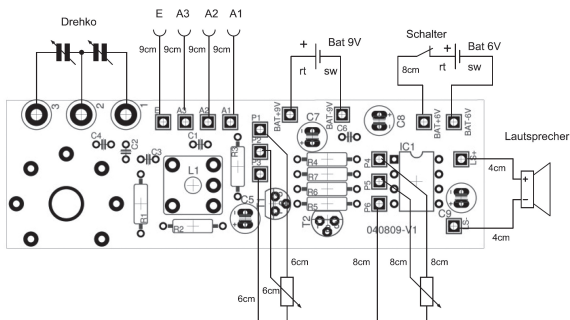 Drehko
E A3 A2 A1
9cm 9cm 9cm 9cm
+ Bat 9V
rt sw
Schalter
+ Bat 6V
8cm rt sw
3 2 1
E A3 A2 A1
BAT+9V
BAT-9V
BAT+6V
BAT-6V
P1
P2
P3
C4
C2
C3
C1
L1
R1
R2
R3
C5
T1
C7
C6
R4
R7
R6
R5
T2
C8
IC1
P4
P5
P6
C9
LS+
LS-
040809-V1
Lautsprecher
4cm
+
−
4cm
6cm 6cm 6cm
8cm 8cm 8cm